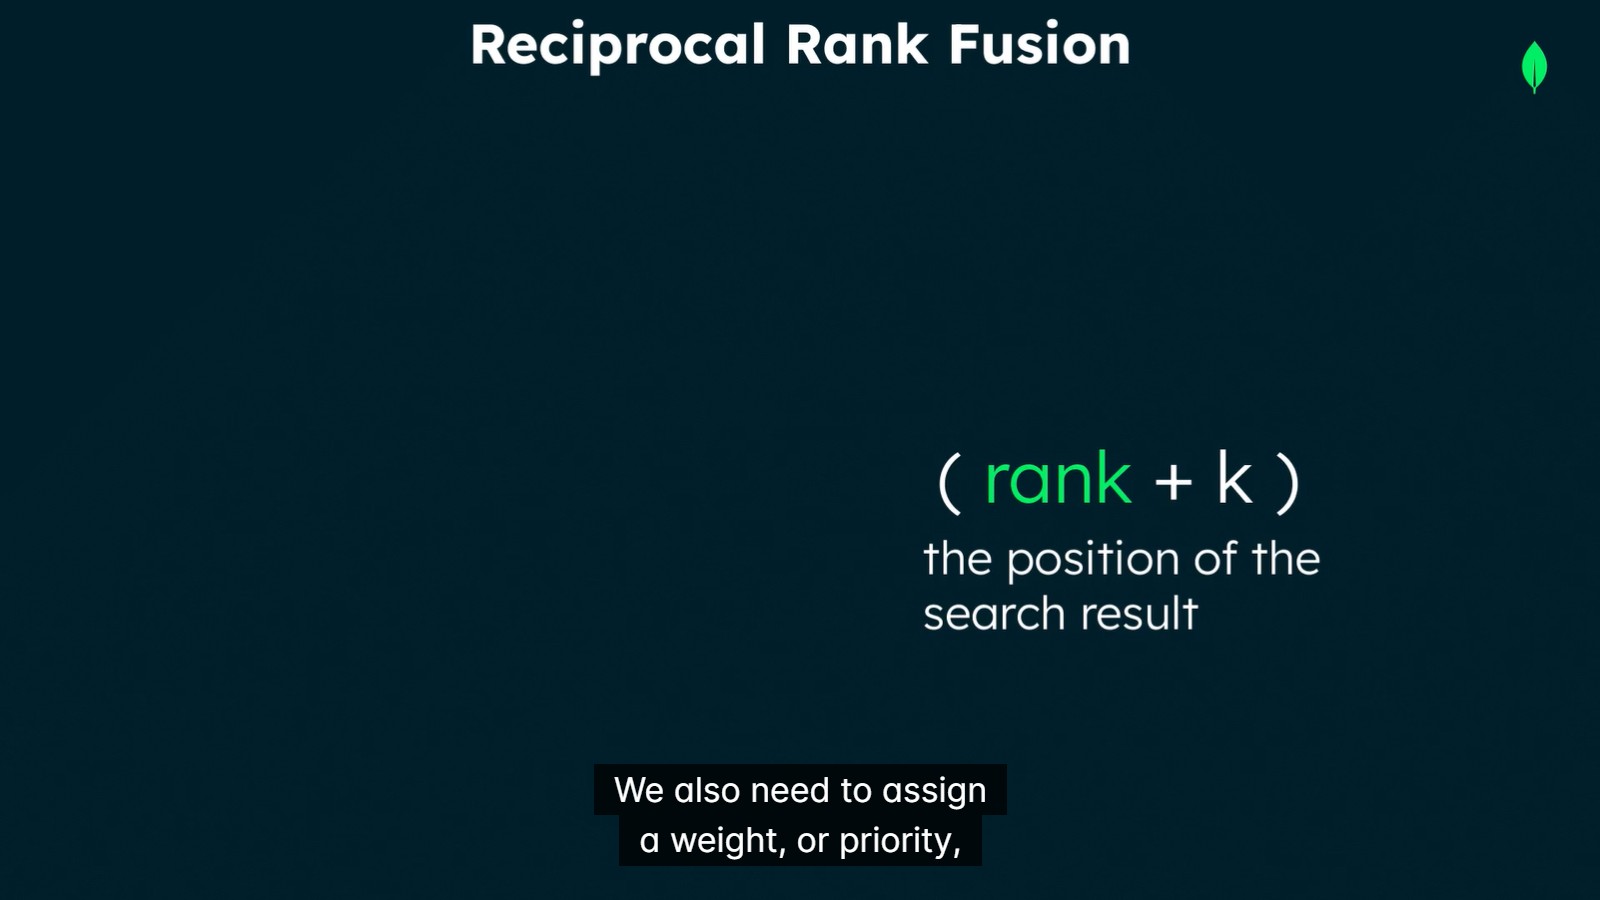 Reciprocal Rank Fusion
( rank + k )
the position of the
search result
We also need to assign
a weight, or priority,